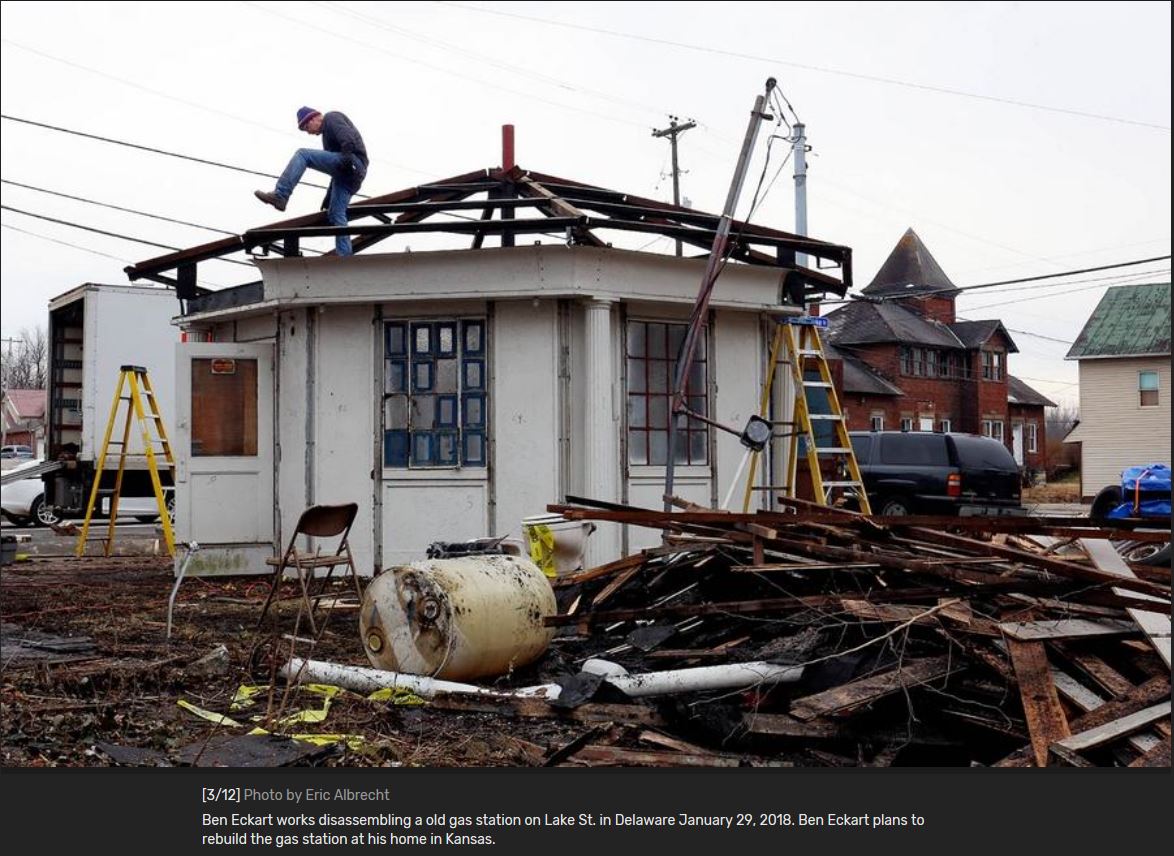 [3/12] Photo by Eric Albrecht
Ben Eckart works disassembling a old gas station on Lake St. in Delaware January 29, 2018. Ben Eckart plans to
rebuild the gas station at his home in Kansas.